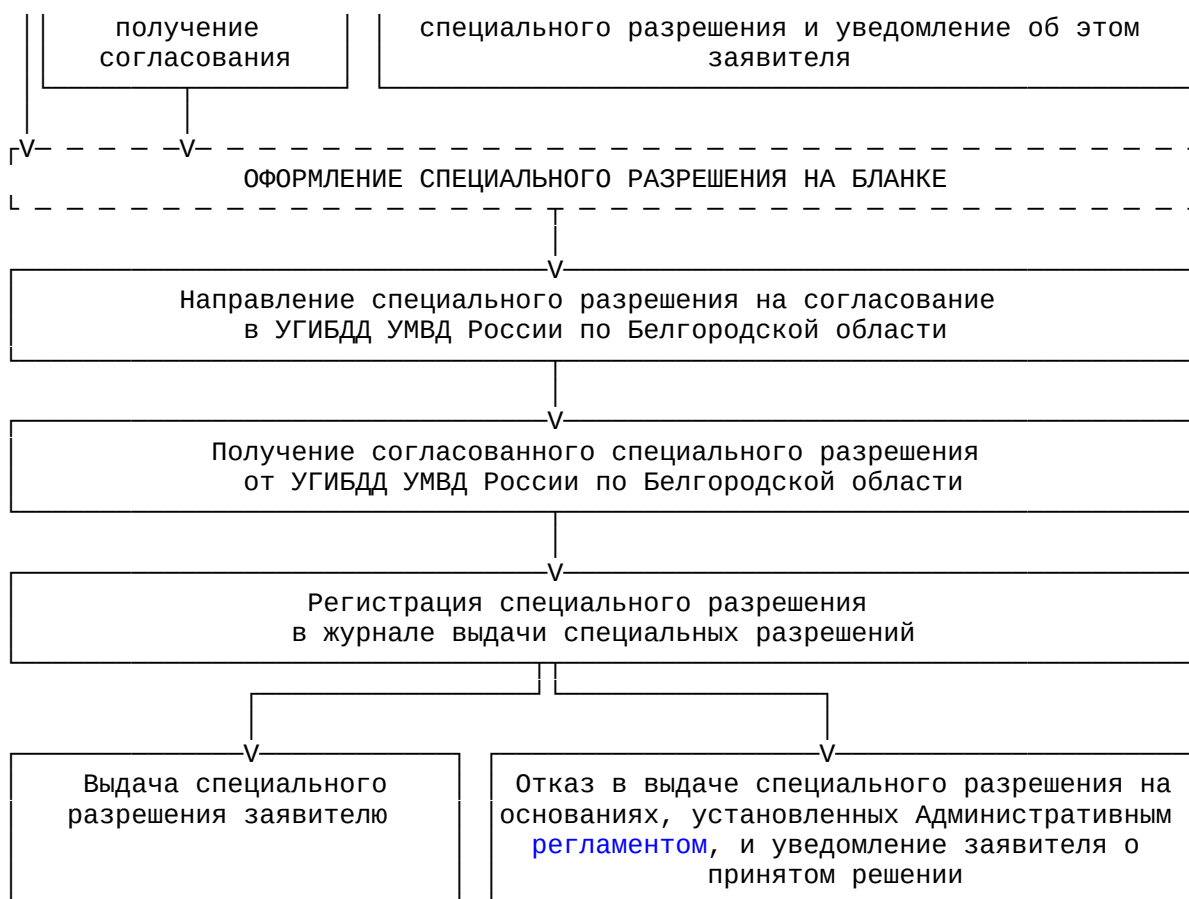 получение
согласования
специального разрешения и уведомление об этом
заявителя
ОФОРМЛЕНИЕ СПЕЦИАЛЬНОГО РАЗРЕШЕНИЯ НА БЛАНКЕ
Направление специального разрешения на согласование
в УГИБДД УМВД России по Белгородской области
Получение согласованного специального разрешения
от УГИБДД УМВД России по Белгородской области
Регистрация специального разрешения
в журнале выдачи специальных разрешений
Выдача специального
разрешения заявителю
Отказ в выдаче специального разрешения на
основаниях, установленных Административным
регламентом, и уведомление заявителя о
принятом решении